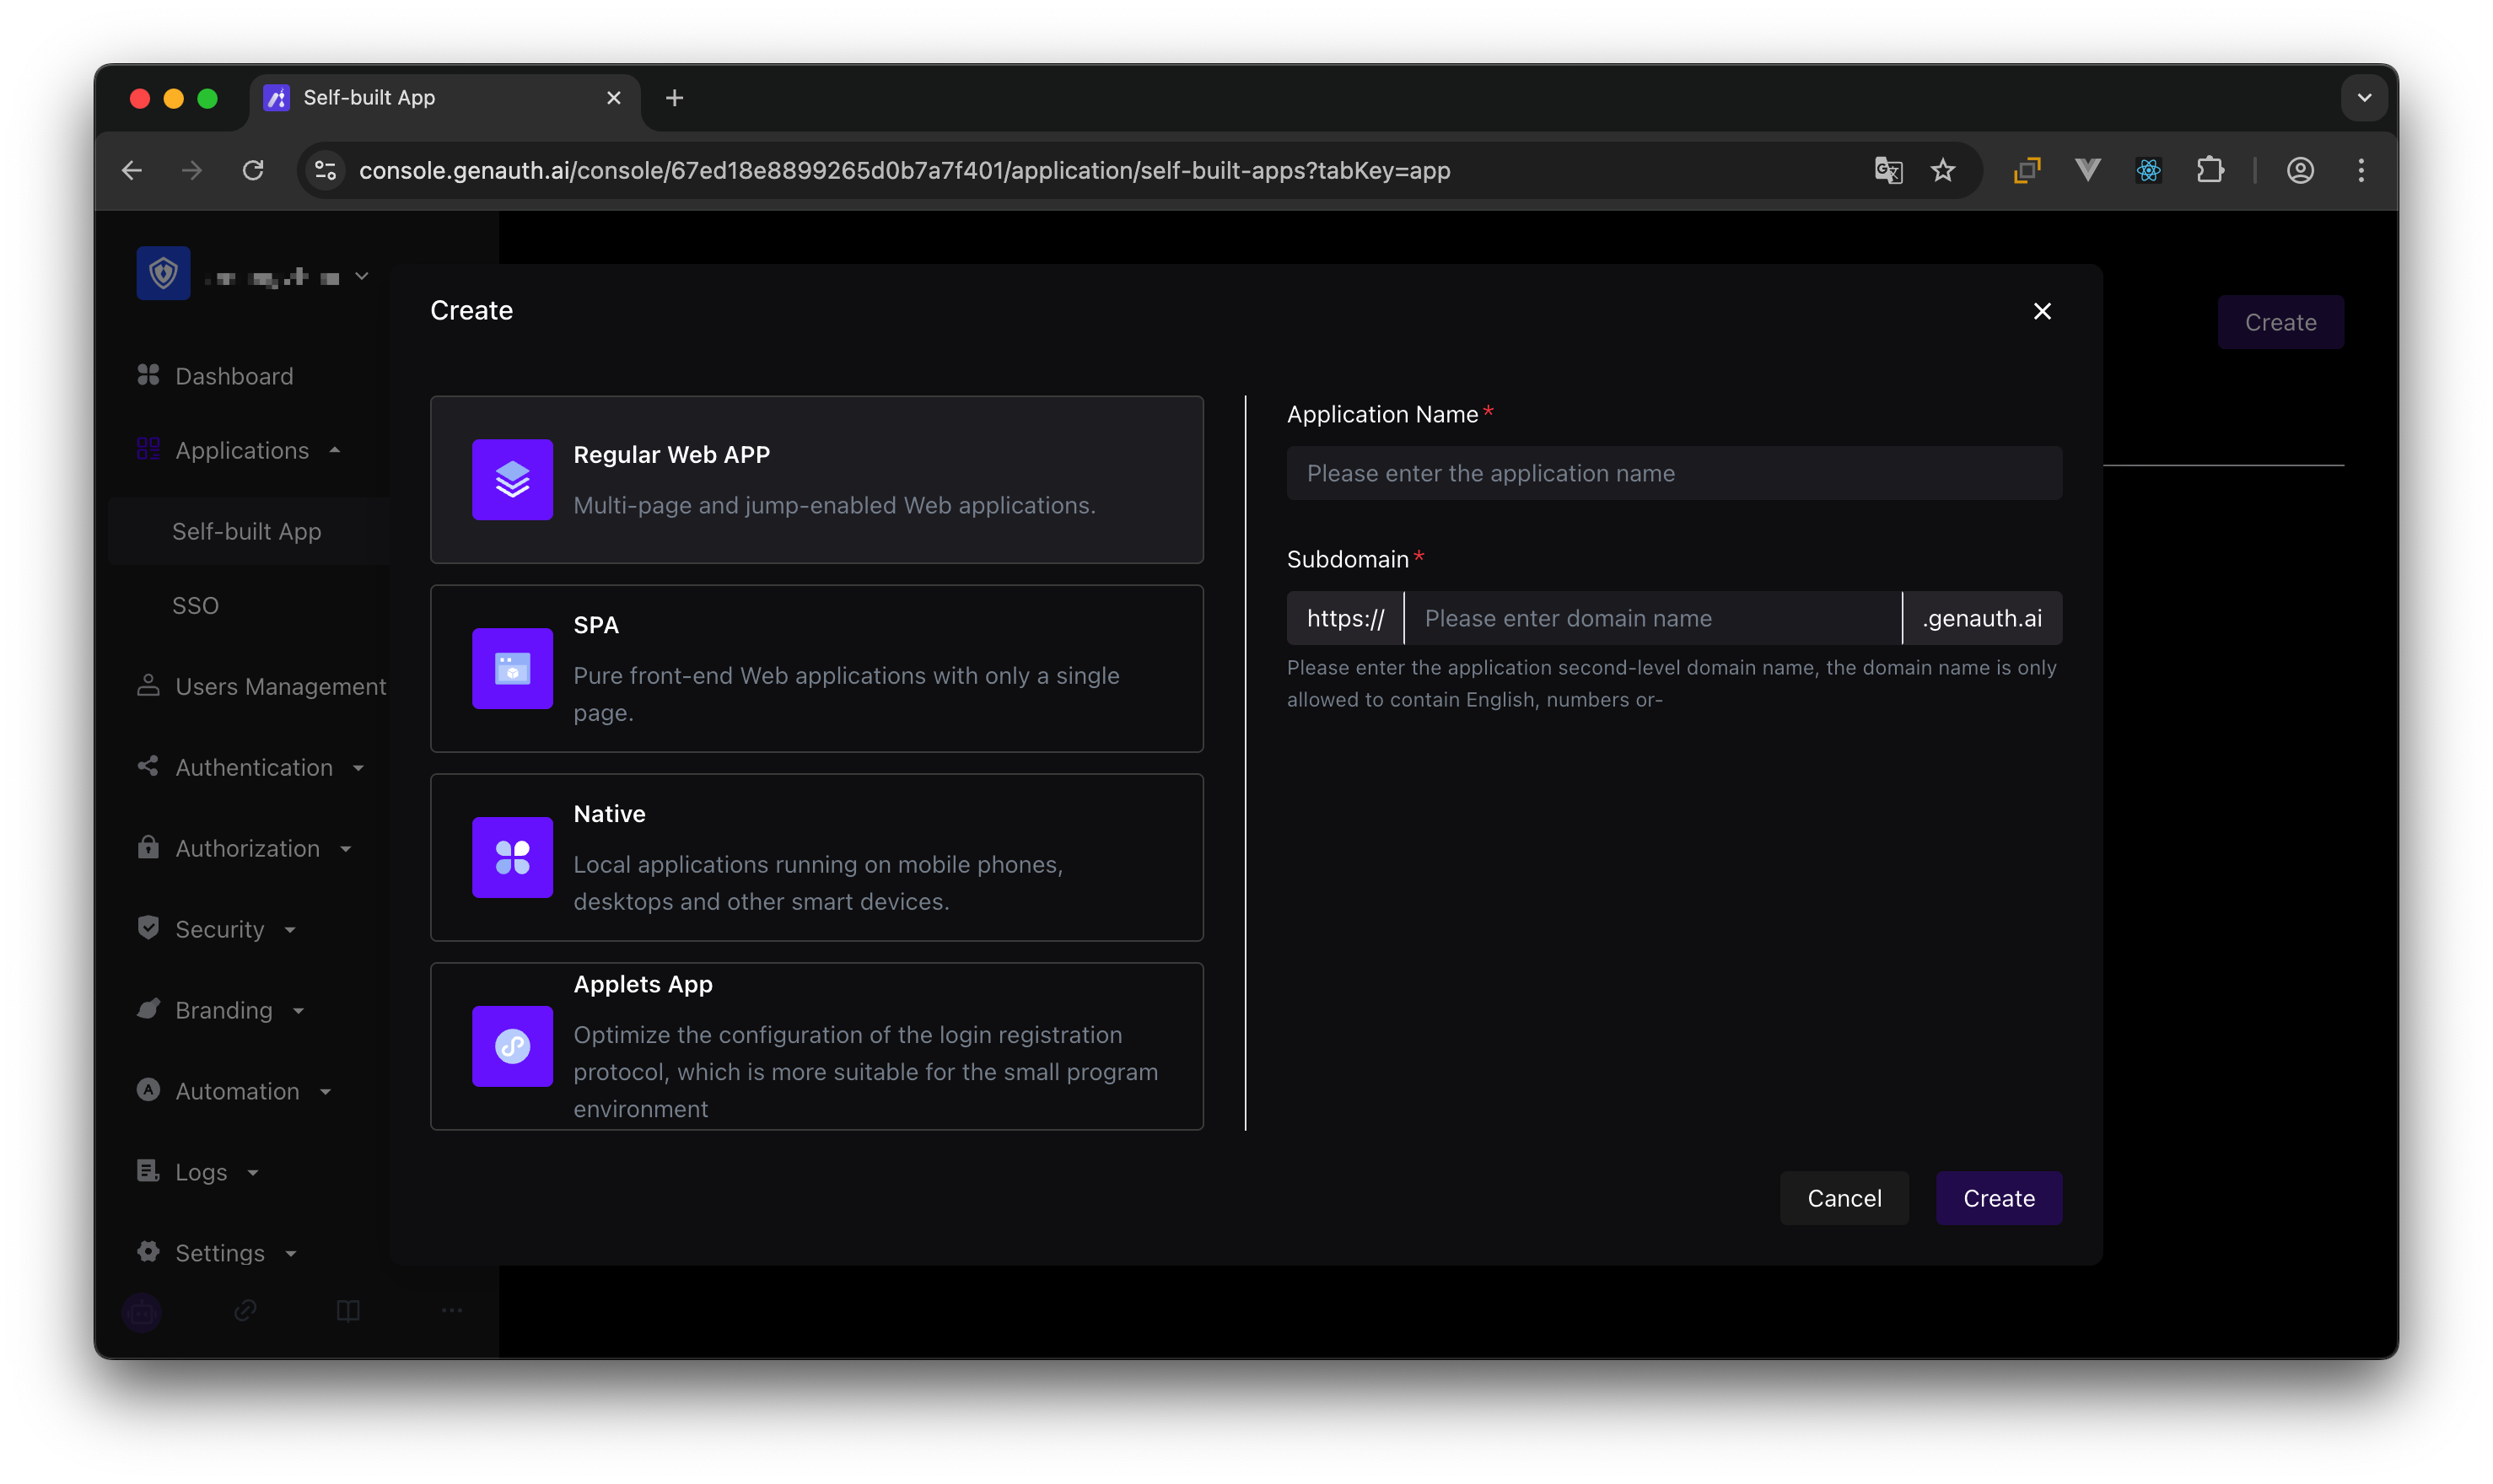 Self-built App
console.genauth.ai/console/67ed18e8899265d0b7a7f401/application/self-built-apps?tabKey=app
Create
Dashboard
Applications
Self-built App
SSO
Users Management
Authentication
Authorization
Security
Branding
Automation
Logs
Settings
Create
Regular Web APP
Multi-page and jump-enabled Web applications.
SPA
Pure front-end Web applications with only a single
page.
Native
Local applications running on mobile phones,
desktops and other smart devices.
Applets App
Optimize the configuration of the login registration
protocol, which is more suitable for the small program
environment
Application Name*
Please enter the application name
Subdomain*
https:// Please enter domain name .genauth.ai
Please enter the application second-level domain name, the domain name is only
allowed to contain English, numbers or-
Cancel Create